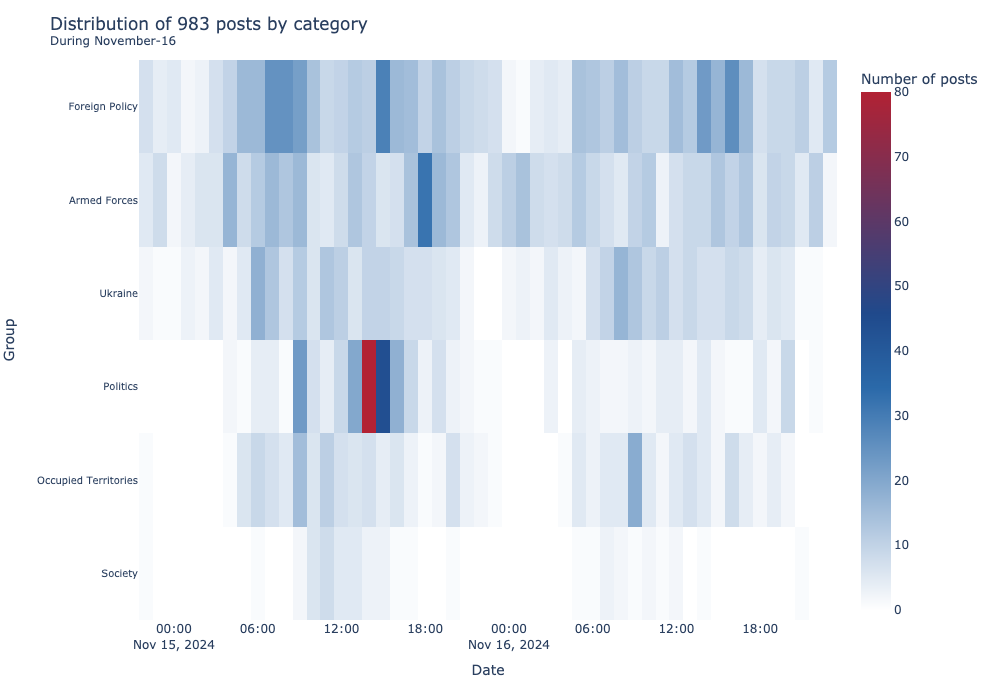 Distribution of 983 posts by category
During November-16
Number of posts
80
70
60
50
40
30
20
10
0
Group
Foreign Policy
Armed Forces
Ukraine
Politics
Occupied Territories
Society
00:00 06:00 12:00 18:00 00:00 06:00 12:00 18:00
Nov 15, 2024 Nov 16, 2024
Date